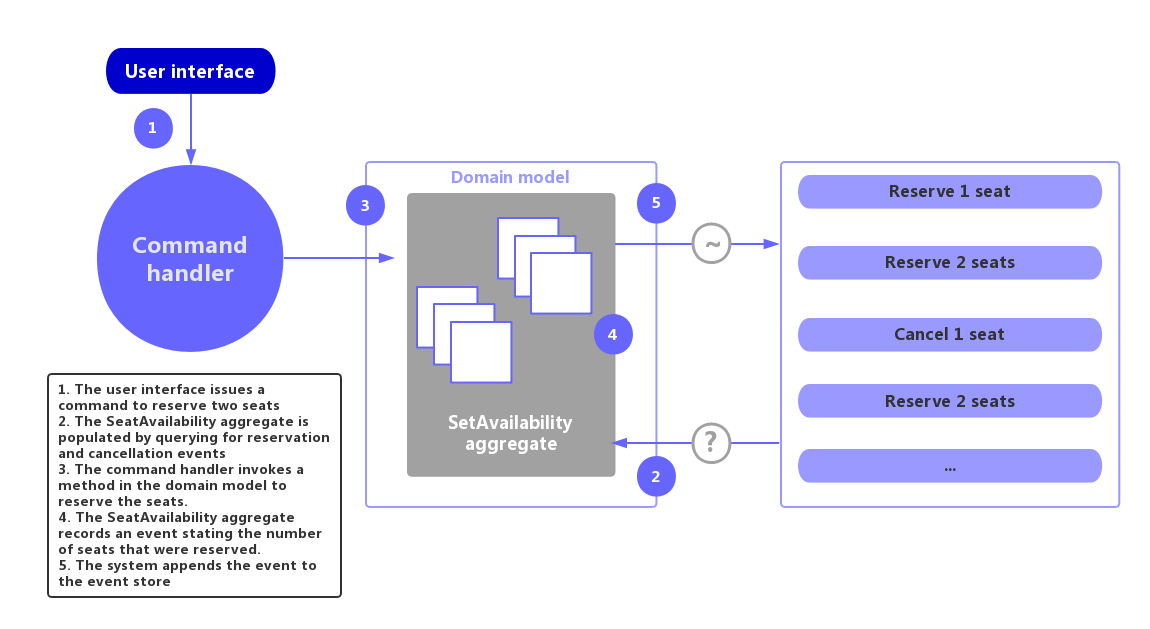 User interface
1
Command
handler
3
Domain model
5
4
SetAvailability
aggregate
2
~
?
Reserve 1 seat
Reserve 2 seats
Cancel 1 seat
Reserve 2 seats
...
1. The user interface issues a
command to reserve two seats
2. The SeatAvailability aggregate is
populated by querying for reservation
and cancellation events
3. The command handler invokes a
method in the domain model to
reserve the seats.
4. The SeatAvailability aggregate
records an event stating the number
of seats that were reserved.
5. The system appends the event to
the event store